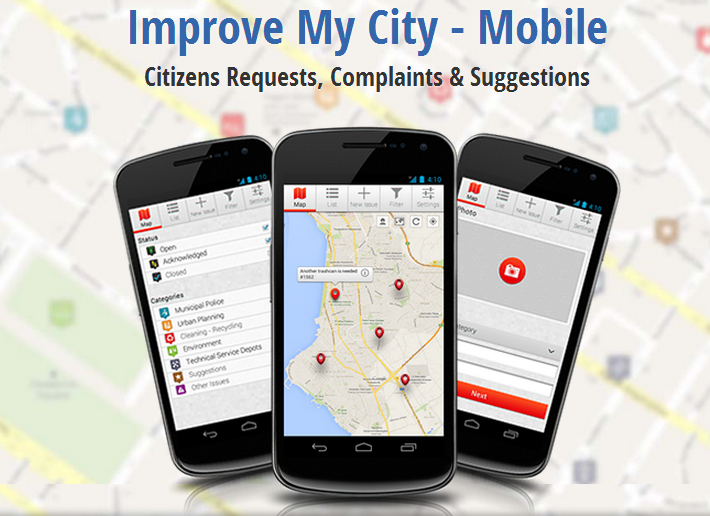 Improve My City - Mobile
Citizens Requests, Complaints & Suggestions
4:10
Map List New Issue Filter Settings
Status
Open
Acknowledged
Closed
Categories
Municipal Police
Urban Planning
Cleaning - Recycling
Environment
Technical Service Depots
Suggestions
Other Issues
4:10
Map List New Issue Filter Settings
Another trashcan is needed
#1562
4:10
Map List New Issue Filter Settings
Photo
ategory
Next